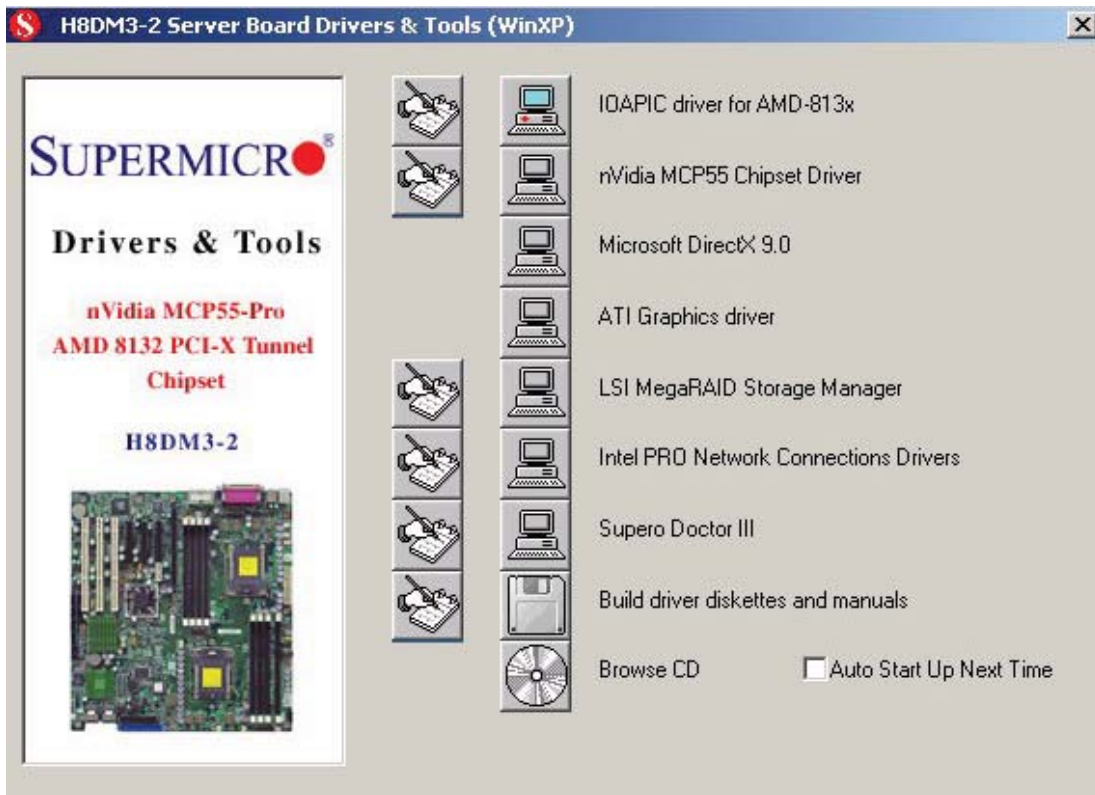 H8DM3-2 Server Board Drivers & Tools (WinXP)
SUPERMICRO®
Drivers & Tools
nVidia MCP55-Pro
AMD 8132 PCI-X Tunnel
Chipset
H8DM3-2
IOAPIC driver for AMD-813x
nVidia MCP55 Chipset Driver
Microsoft DirectX 9.0
ATI Graphics driver
LSI MegaRAID Storage Manager
Intel PRO Network Connections Drivers
Supero Doctor III
Build driver diskettes and manuals
Browse CD
Auto Start Up Next Time